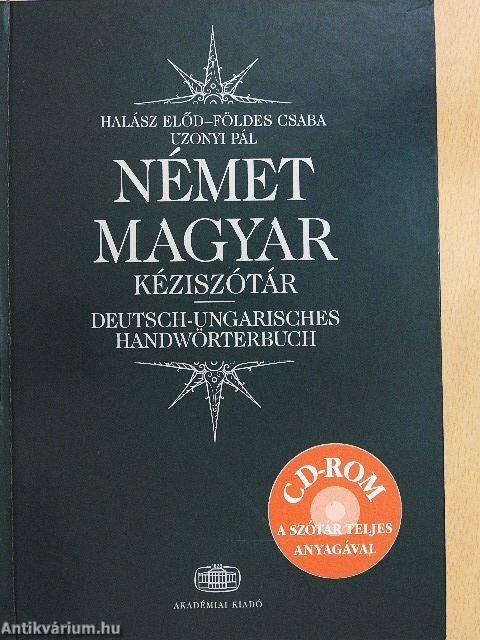 HALÁSZ ELŐD–FÖLDES CSABA
UZONYI PÁL
NÉMET
MAGYAR
KÉZISZÓTÁR
DEUTSCH-UNGARISCHES
HANDWÖRTERBUCH
CD-ROM
A SZÓTÁR TELJES
ANYAGÁVAL
1828
AKADÉMIAI KIADÓ
Antikvárium.hu